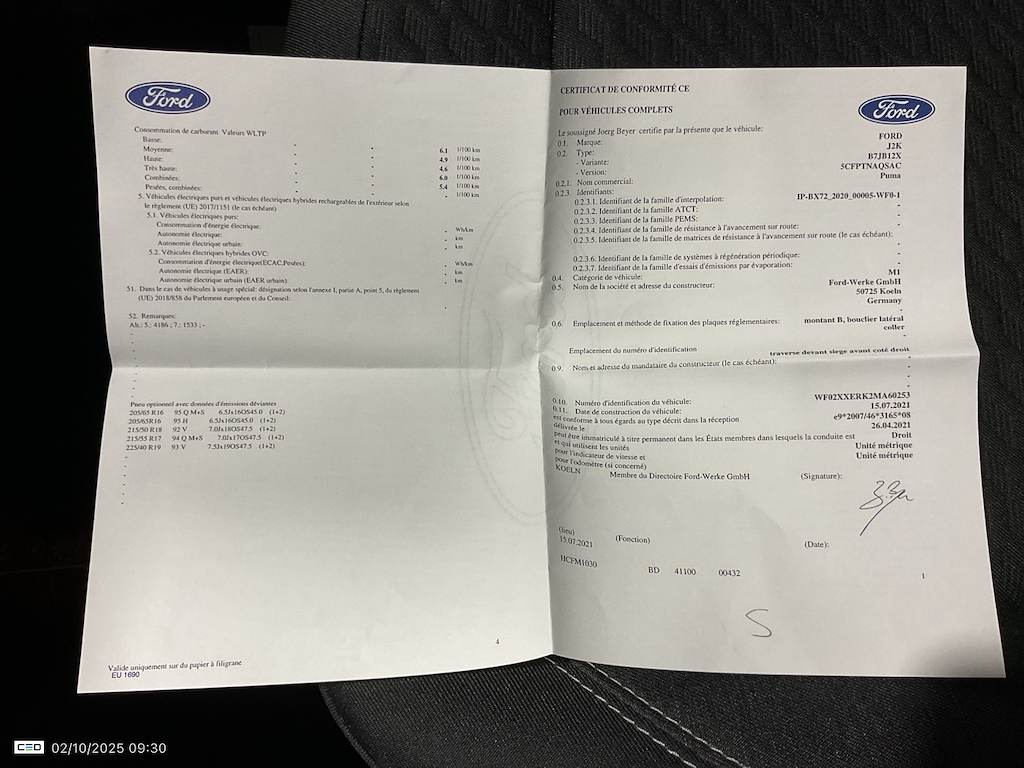 Ford
Consommation de carburant Valeurs WLTP
Basse: - - 6.1 l/100 km
Moyenne: - - 4.9 l/100 km
Haute: - - 4.6 l/100 km
Très haute: - - 6.0 l/100 km
Combinées: - - 5.4 l/100 km
Pesées, combinées: - l/100 km
5. Véhicules électriques purs et véhicules électriques hybrides rechargeables de l'exterieur selon
le règlement (UE) 2017/1151 (le cas échéant)
5.1. Véhicules électriques purs:
Consommation d'énergie électrique: - Wh/km
Autonomie électrique: - km
Autonomie électrique urbain: - km
5.2. Véhicules électriques hybrides OVC:
Consommation d'énergie électrique(ECAC,Pesées): - Wh/km
Autonomie électrique (EAER): - km
Autonomie électrique urbain (EAER urbain): - km
51. Dans le cas de véhicules à usage spécial: désignation selon l'annexe I, partie A, point 5, du règlement
(UE) 2018/858 du Parlement européen et du Conseil: -
52. Remarques:
Ah.: 5.: 4186 ; 7.: 1533 ; -
Pneu optionnel avec données d'émissions déviantes
205/65 R16 95 Q M+S 6.5Jx16OS45.0 (1+2)
205/65R16 95 H 6.5Jx16OS45.0 (1+2)
215/50 R18 92 V 7.0Jx18OS47.5 (1+2)
215/55 R17 94 Q M+S 7.0Jx17OS47.5 (1+2)
225/40 R19 93 V 7.5Jx19OS47.5 (1+2)
4
Valide uniquement sur du papier à filigrane
EU 1690
CERTIFICAT DE CONFORMITÉ CE
POUR VÉHICULES COMPLETS
Ford
Le soussigné Joerg Beyer certifie par la présente que le véhicule:
0.1. Marque: FORD
0.2. Type: J2K
- Variante: B7JB12X
- Version: 5CFPTNAQSAC
0.2.1. Nom commercial: Puma
0.2.3. Identifiants:
0.2.3.1. Identifiant de la famille d'interpolation: IP-BX72_2020_00005-WF0-1
0.2.3.2. Identifiant de la famille ATCT: -
0.2.3.3. Identifiant de la famille PEMS: -
0.2.3.4. Identifiant de la famille de résistance à l'avancement sur route: -
0.2.3.5. Identifiant de la famille de matrices de résistance à l'avancement sur route (le cas échéant): -
0.2.3.6. Identifiant de la famille de systèmes à régénération périodique: -
0.2.3.7. Identifiant de la famille d'essai d'émissions par évaporation: -
0.4. Catégorie de véhicule: M1
0.5. Nom de la société et adresse du constructeur: Ford-Werke GmbH
50725 Koeln
Germany
0.6. Emplacement et méthode de fixation des plaques réglementaires: montant B, bouclier latéral
coller
Emplacement du numéro d'identification traverse devant siege avant coté droit
0.9. Nom et adresse du mandataire du constructeur (le cas échéant): -
0.10. Numéro d'identification du véhicule: WF02XXERK2MA60253
0.11. Date de construction du véhicule: 15.07.2021
est conforme à tous égards au type décrit dans la réception e9*2007/46*3165*08
délivrée le 26.04.2021
peut être immatriculé à titre permanent dans les États membres dans lesquels la conduite est Droit
et qui utilisent les unités Unité métrique
pour l'indicateur de vitesse et Unité métrique
pour l'odomètre (si concerné)
KOELN Membre du Directoire Ford-Werke GmbH (Signature):
(lieu) (Fonction) (Date):
15.07.2021
HCFM1030 BD 41100 00432
1
S
CEO 02/10/2025 09:30